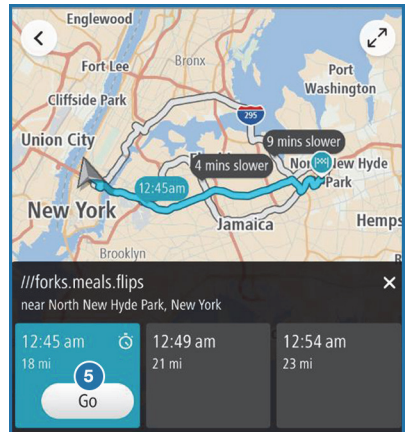 Englewood
Bronx
Fort Lee
Port
Washington
Cliffside Park
295
Union City
9 mins slower
4 mins slower
New Hyde
Park
12:45am
New York
Jamaica
Hemps
Brooklyn
///forks.meals.flips
near North New Hyde Park, New York
12:45 am
12:49 am
12:54 am
18 mi
21 mi
23 mi
5
Go